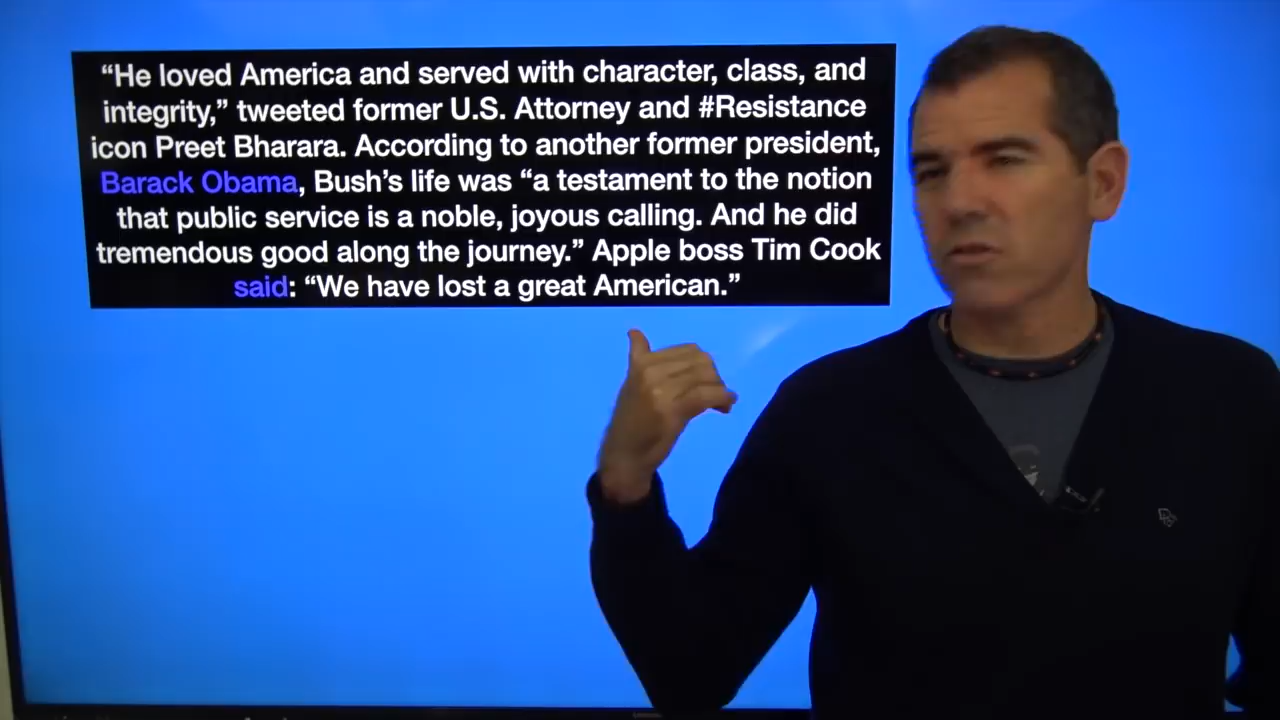 “He loved America and served with character, class, and
integrity,” tweeted former U.S. Attorney and #Resistance
icon Preet Bharara. According to another former president,
Barack Obama, Bush’s life was “a testament to the notion
that public service is a noble, joyous calling. And he did
tremendous good along the journey.” Apple boss Tim Cook
said: “We have lost a great American.”